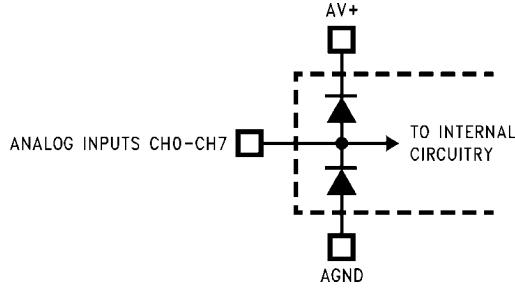 AV+
ANALOG INPUTS CH0-CH7
TO INTERNAL
CIRCUITRY
AGND